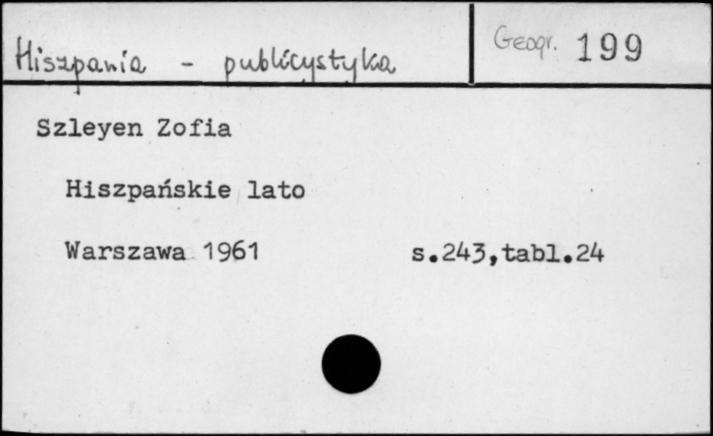 Hiszpania - publicystyka
Geogr. 199
Szleyen Zofia
Hiszpańskie lato
Warszawa 1961 s.243,tabl.24